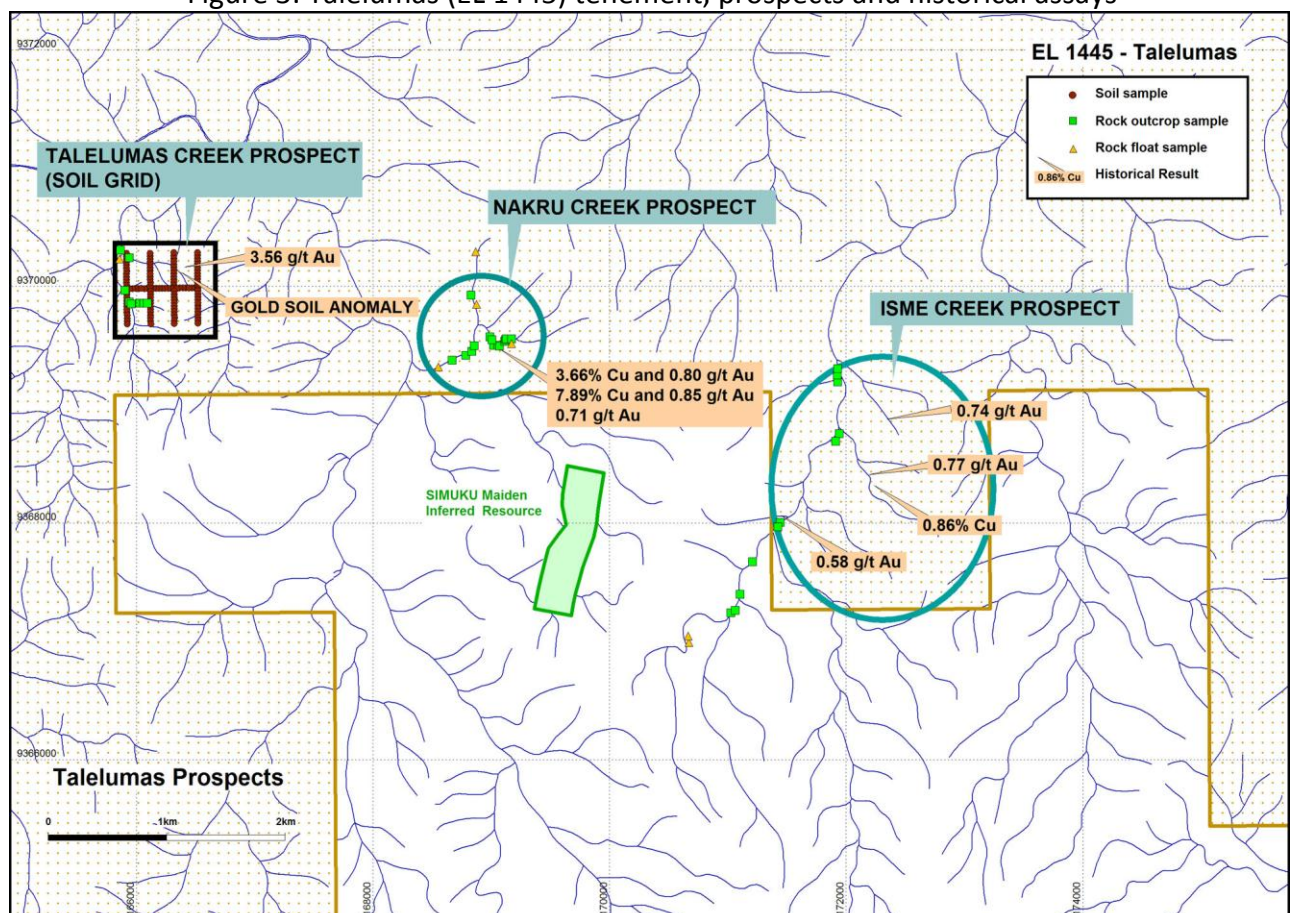 Figure 3: Talelumas (EL 1445) tenement, prospects and historical assays
9372000
EL 1445 - Talelumas
Soil sample
Rock outcrop sample
Rock float sample
0.86% Cu
Historical Result
TALELUMAS CREEK PROSPECT
(SOIL GRID)
NAKRU CREEK PROSPECT
3.56 g/t Au
9370000
GOLD SOIL ANOMALY
ISME CREEK PROSPECT
3.66% Cu and 0.80 g/t Au
7.89% Cu and 0.85 g/t Au
0.71 g/t Au
0.74 g/t Au
0.77 g/t Au
SIMUKU Maiden
Inferred Resource
9368000
0.86% Cu
0.58 g/t Au
9366000
Talelumas Prospects
0
1km
2km
166000
168000
170000
172000
174000